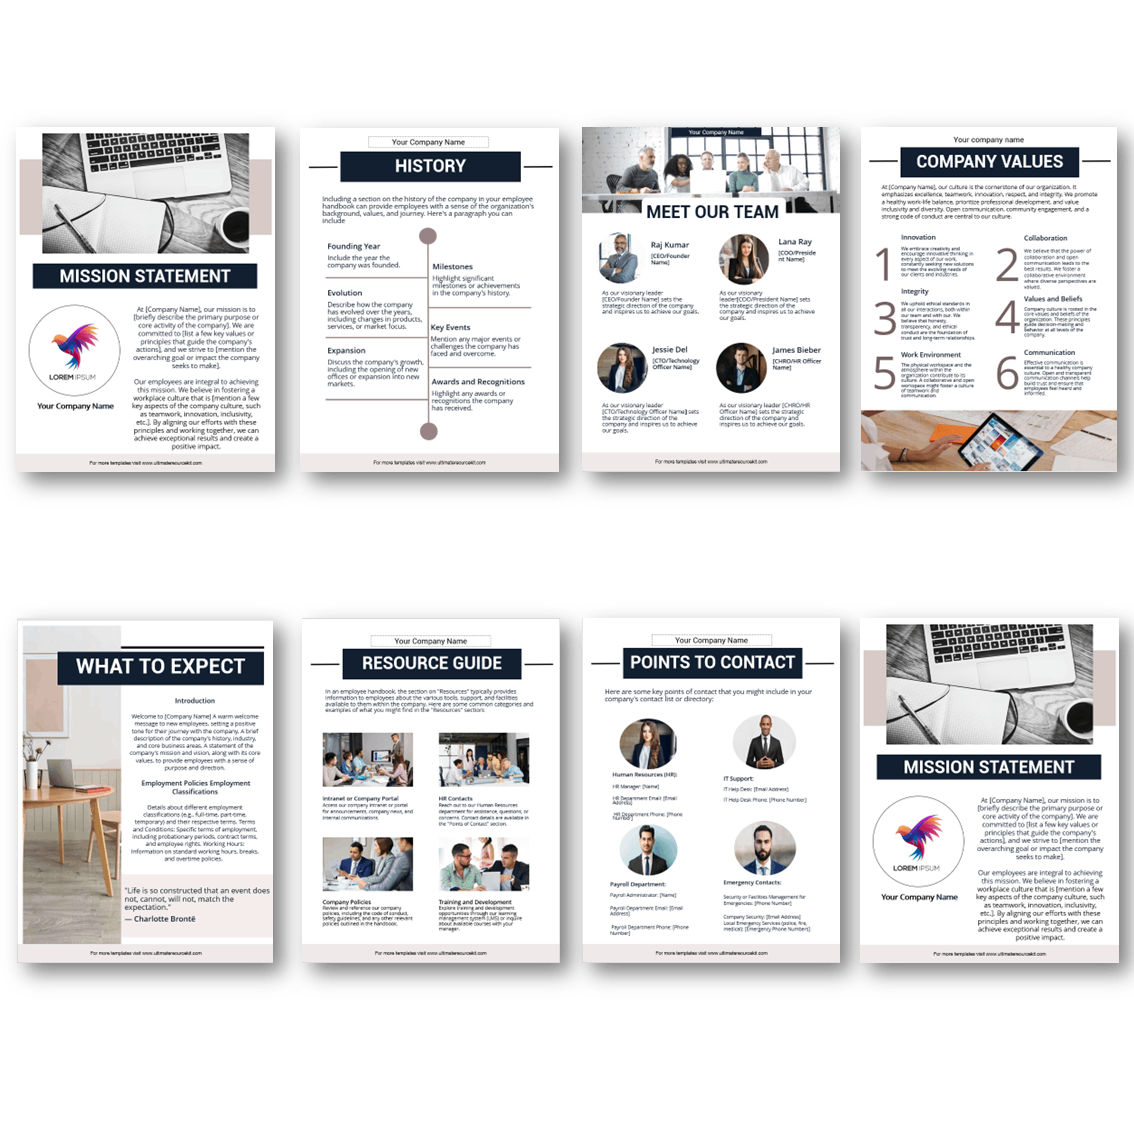 MISSION STATEMENT
LOREM IPSUM
Your Company Name
At [Company Name], our mission is to
[briefly describe the primary purpose or
core activity of the company]. We are
committed to [list a few key values or
principles that guide the company's
actions], and we strive to [mention the
overarching goal or impact the company
seeks to make].
Our employees are integral to achieving
this mission. We believe in fostering a
workplace culture that is [mention a few
key aspects of the company culture, such
as teamwork, innovation, inclusivity,
etc.]. By aligning our efforts with these
principles and working together, we can
achieve exceptional results and create a
positive impact.
For more templates visit www.ultimatesourcekit.com
Your Company Name
HISTORY
Including a section on the history of the company in your employee
handbook can provide employees with a sense of the organization's
background, values, and journey. Here's a paragraph you can
include
Founding Year
Include the year the
company was founded.
Milestones
Highlight significant
milestones or achievements
in the company's history.
Evolution
Describe how the company
has evolved over the years,
including changes in products,
services, or market focus.
Key Events
Mention any major events or
challenges the company has
faced and overcome.
Expansion
Discuss the company's growth,
including the opening of new
offices or expansion into new
markets.
Awards and Recognitions
Highlight any awards or
recognitions the company
has received.
For more templates visit www.ultimatesourcekit.com
Your Company Name
MEET OUR TEAM
Raj Kumar
[CEO/Founder
Name]
As our visionary leader
[CEO/Founder Name] sets the
strategic direction of the company
and inspires us to achieve our goals.
Lana Ray
[COO/Preside
nt Name]
As our visionary
leader[COO/President Name] sets
the strategic direction of the
company and inspires us to achieve
our goals.
Jessie Del
[CTO/Technology
Officer Name]
As our visionary leader
[CTO/Technology Officer Name] sets
the strategic direction of the
company and inspires us to achieve
our goals.
James Bieber
[CHRO/HR Officer
Name]
As our visionary leader [CHRO/HR
Officer Name] sets the strategic
direction of the company and
inspires us to achieve our goals.
For more templates visit www.ultimatesourcekit.com
Your company name
COMPANY VALUES
At [Company Name], our culture is the cornerstone of our organization. It
emphasizes excellence, teamwork, innovation, respect, and integrity. We promote
a healthy work-life balance, prioritize professional development, and value
inclusivity and diversity. Open communication, community engagement, and a
strong code of conduct are central to our culture.
1
Innovation
We embrace creativity and
encourage innovative thinking in
every aspect of our work,
constantly seeking new solutions
to meet the evolving needs of
our clients and industries.
2
Collaboration
We believe that the power of
collaboration and open
communication leads to the
best results. We foster a
collaborative environment
where diverse perspectives are
valued.
3
Integrity
We uphold ethical standards in
all our interactions, both within
our team and with our. We
believe that honesty,
transparency, and ethical
conduct are the foundation of
trust and long-term relationships.
4
Values and Beliefs
Company culture is rooted in the
core values and beliefs of the
organization. These principles
guide decision-making and
behavior at all levels of the
company.
5
Work Environment
The physical workspace and the
atmosphere within the
organization contribute to its
culture. A collaborative and open
workspace might foster a culture
of teamwork and
communication.
6
Communication
Effective communication is
essential to a healthy company
culture. Open and transparent
communication channels help
build trust and ensure that
employees feel heard and
informed.
WHAT TO EXPECT
Introduction
Welcome to [Company Name] A warm welcome
message to new employees, setting a positive
tone for their journey with the company. A brief
description of the company's history, industry,
and core business areas. A statement of the
company's mission and vision, along with its core
values, to provide employees with a sense of
purpose and direction.
Employment Policies Employment
Classifications
Details about different employment
classifications (e.g., full-time, part-time,
temporary) and their respective terms. Terms
and Conditions: Specific terms of employment,
including probationary periods, contract terms,
and employee rights. Working Hours:
Information on standard working hours, breaks,
and overtime policies.
"Life is so constructed that an event does
not, cannot, will not, match the
expectation."
— Charlotte Brontë
For more templates visit www.ultimatesourcekit.com
Your Company Name
RESOURCE GUIDE
In an employee handbook, the section on "Resources" typically provides
information to employees about the various tools, support, and facilities
available to them within the company. Here are some common categories and
examples of what you might find in the "Resources" section:
Intranet or Company Portal
Access our company intranet or portal
for announcements, company news, and
internal communications.
HR Contacts
Reach out to our Human Resources
department for assistance, questions, or
concerns. Contact details are available in
the "Points of Contact" section.
Company Policies
Review and reference our company
policies, including the code of conduct,
safety guidelines, and any other relevant
policies outlined in the handbook.
Training and Development
Explore training and development
opportunities through our learning
management system (LMS) or inquire
about available courses with your
manager.
For more templates visit www.ultimatesourcekit.com
Your Company Name
POINTS TO CONTACT
Here are some key points of contact that you might include in your
company's contact list or directory:
Human Resources (HR):
HR Manager: [Name]
HR Department Email: [Email
Address]
HR Department Phone: [Phone
Number]
IT Support:
IT Help Desk: [Email Address]
IT Help Desk Phone: [Phone Number]
Payroll Department:
Payroll Administrator: [Name]
Payroll Department Email: [Email
Address]
Payroll Department Phone: [Phone
Number]
Emergency Contacts:
Security or Facilities Management for
Emergencies: [Phone Number]
Company Security: [Email Address]
Local Emergency Services (police, fire,
medical): [Emergency Phone Numbers]
For more templates visit www.ultimatesourcekit.com
MISSION STATEMENT
LOREM IPSUM
Your Company Name
At [Company Name], our mission is to
[briefly describe the primary purpose or
core activity of the company]. We are
committed to [list a few key values or
principles that guide the company's
actions], and we strive to [mention the
overarching goal or impact the company
seeks to make].
Our employees are integral to achieving
this mission. We believe in fostering a
workplace culture that is [mention a few
key aspects of the company culture, such
as teamwork, innovation, inclusivity,
etc.]. By aligning our efforts with these
principles and working together, we can
achieve exceptional results and create a
positive impact.
For more templates visit www.ultimatesourcekit.com